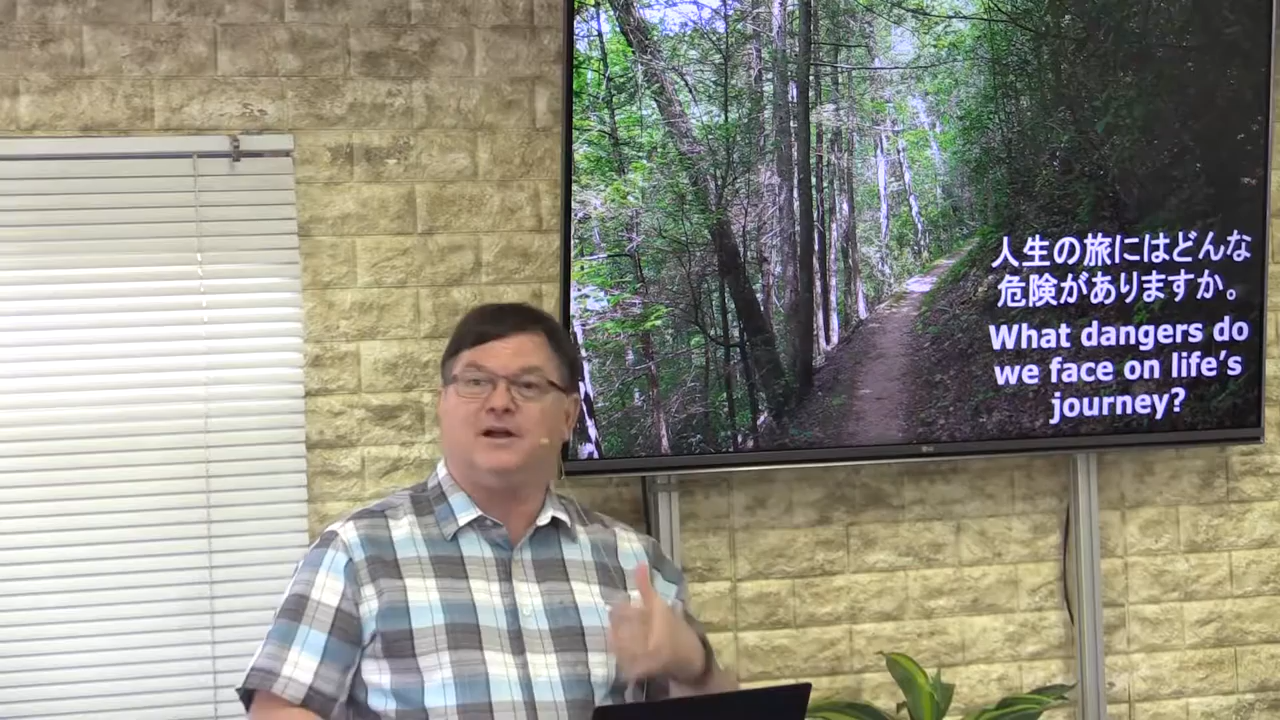 人生の旅にはどんな
危険がありますか。
What dangers do
we face on life's
journey?
LG